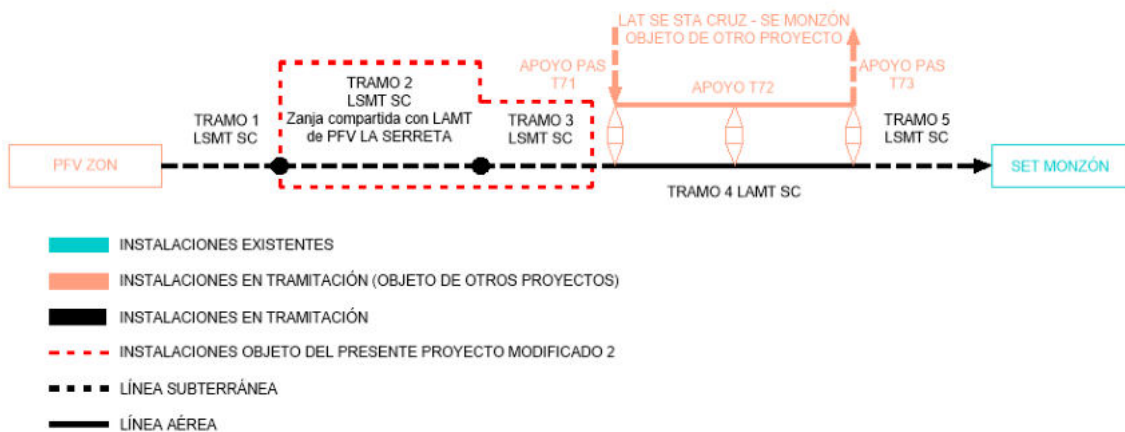 LAT SE STA CRUZ - SE MONZÓN
OBJETO DE OTRO PROYECTO
APOYO PAS
T71
APOYO T72
APOYO PAS
T73
TRAMO 1
LSMT SC
TRAMO 2
LSMT SC
Zanja compartida con LAMT
de PFV LA SERRETA
TRAMO 3
LSMT SC
TRAMO 5
LSMT SC
PFV ZON
SET MONZÓN
TRAMO 4 LAMT SC
INSTALACIONES EXISTENTES
INSTALACIONES EN TRAMITACIÓN (OBJETO DE OTROS PROYECTOS)
INSTALACIONES EN TRAMITACIÓN
INSTALACIONES OBJETO DEL PRESENTE PROYECTO MODIFICADO 2
LÍNEA SUBTERRÁNEA
LÍNEA AÉREA